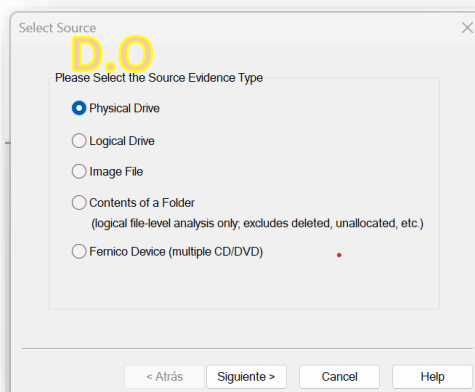 Select Source
D.O
Please Select the Source Evidence Type
Physical Drive
Logical Drive
Image File
Contents of a Folder
(logical file-level analysis only; excludes deleted, unallocated, etc.)
Fernico Device (multiple CD/DVD)
< Atrás Siguiente > Cancel Help